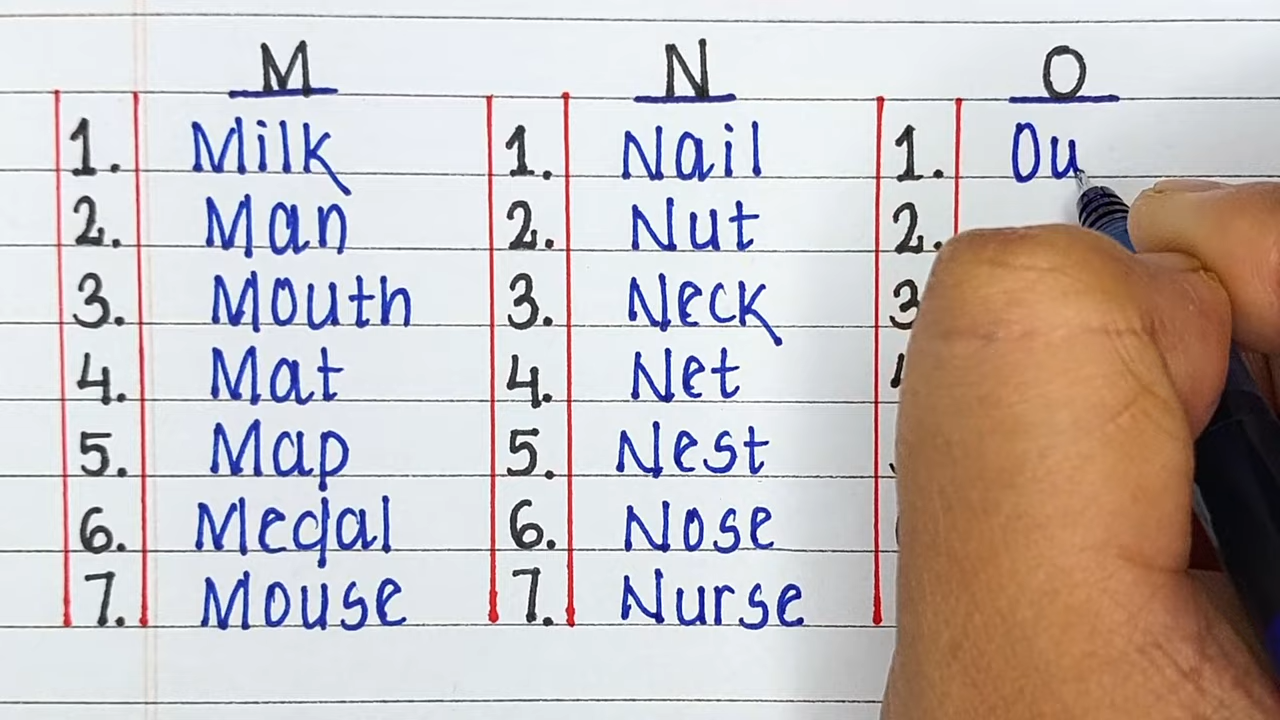 M N O
1. Milk 1. Nail 1. Ou
2. Man 2. Nut 2.
3. Mouth 3. Neck 3
4. Mat 4. Net
5. Map 5. Nest
6. Medal 6. Nose
7. Mouse 7. Nurse